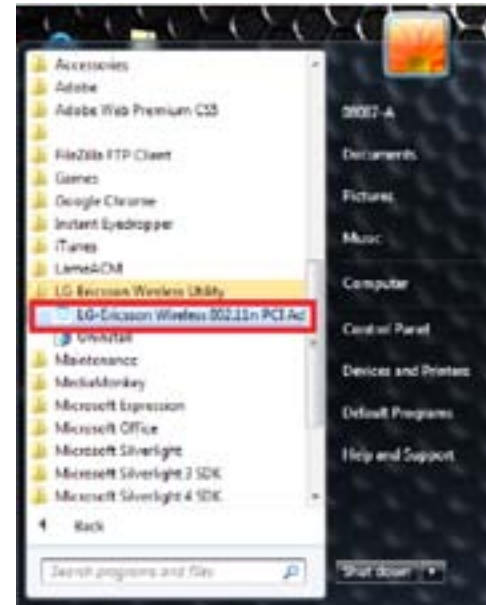 Accessories
Adobe
Adobe Web Premium CS5
FileZilla FTP Client
Games
Google Chrome
Instant Eyedropper
iTunes
LameACM
LG-Ericsson Wireless Utility
LG-Ericsson Wireless 802.11n PCI Ad
Uninstall
Maintenance
MediaMonkey
Microsoft Expression
Microsoft Office
Microsoft Silverlight
Microsoft Silverlight 3 SDK
Microsoft Silverlight 4 SDK
Back
Search programs and files
Documents
Pictures
Music
Computer
Control Panel
Devices and Printers
Default Programs
Help and Support
Shut down